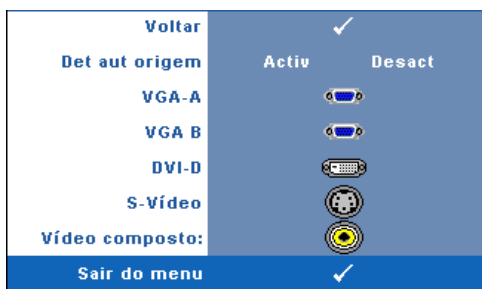 Voltar
Det aut origem Activ Desact
VGA-A
VGA B
DVI-D
S-Vídeo
Vídeo composto:
Sair do menu